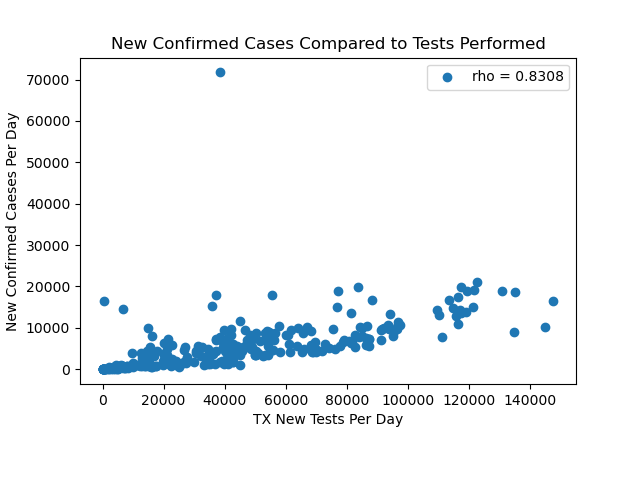 New Confirmed Cases Compared to Tests Performed
rho = 0.8308
New Confirmed Caeses Per Day
70000
60000
50000
40000
30000
20000
10000
0
0 20000 40000 60000 80000 100000 120000 140000
TX New Tests Per Day